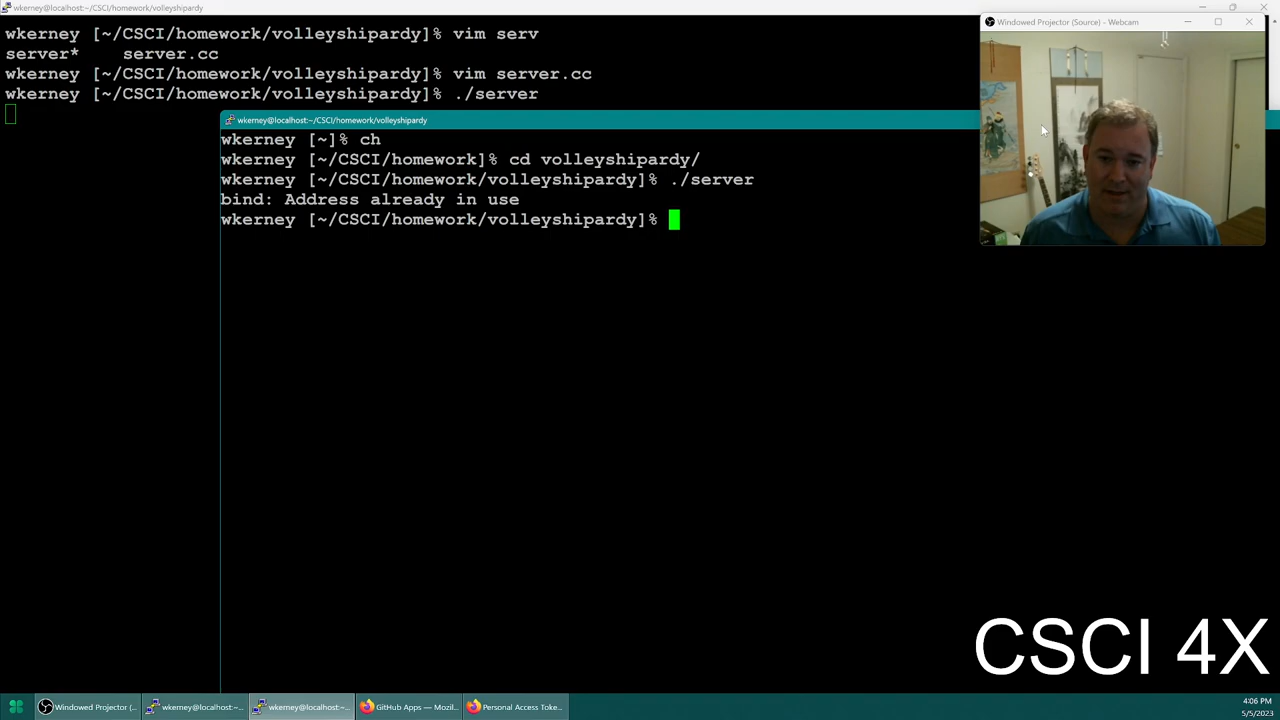 wkerney@localhost:~/CSCI/homework/volleyshipardy
wkerney [~/CSCI/homework/volleyshipardy]% vim serv
server*    server.cc
wkerney [~/CSCI/homework/volleyshipardy]% vim server.cc
wkerney [~/CSCI/homework/volleyshipardy]% ./server
Windowed Projector (Source) - Webcam
wkerney@localhost:~/CSCI/homework/volleyshipardy
wkerney [~]% ch
wkerney [~/CSCI/homework]% cd volleyshipardy/
wkerney [~/CSCI/homework/volleyshipardy]% ./server
bind: Address already in use
wkerney [~/CSCI/homework/volleyshipardy]%
CSCI 4X
Windowed Projector (...
wkerney@localhost:~...
wkerney@localhost:~...
GitHub Apps — Mozil...
Personal Access Toke...
4:06 PM
5/5/2023